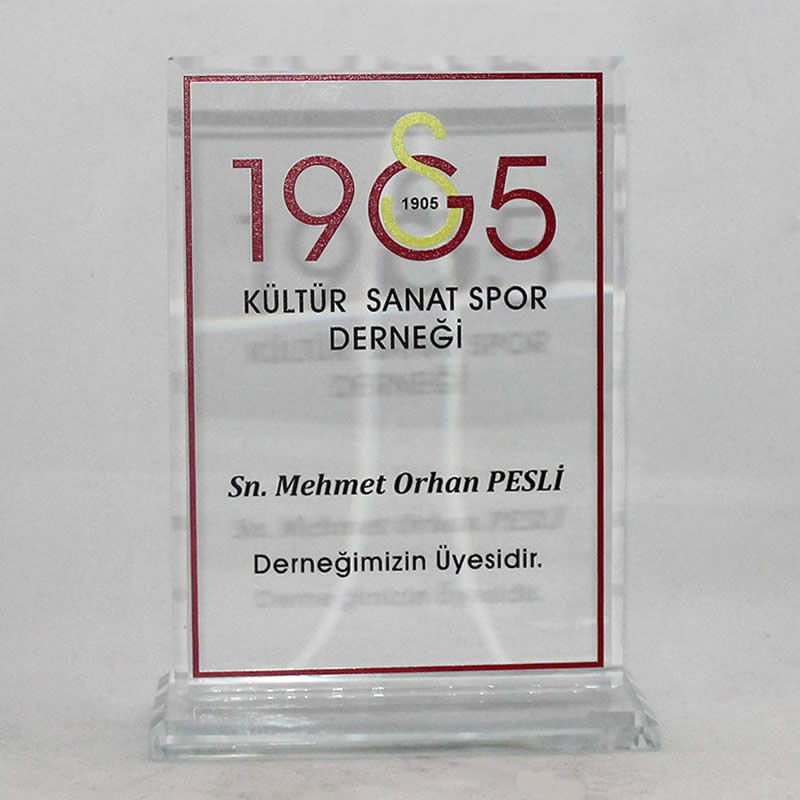 1905
1905
KÜLTÜR SANAT SPOR
DERNEĞİ
Sn. Mehmet Orhan PESLİ
Derneğimizin Üyesidir.